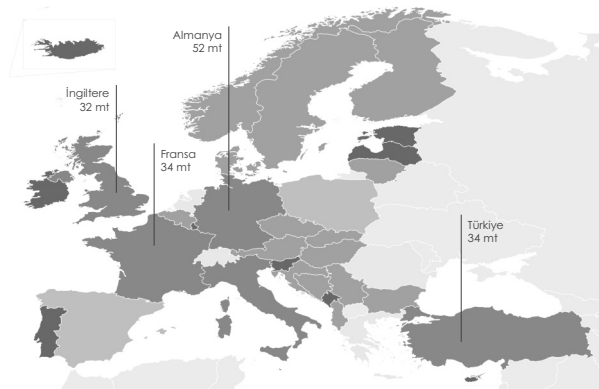 Almanya
52 mt
İngiltere
32 mt
Fransa
34 mt
Türkiye
34 mt